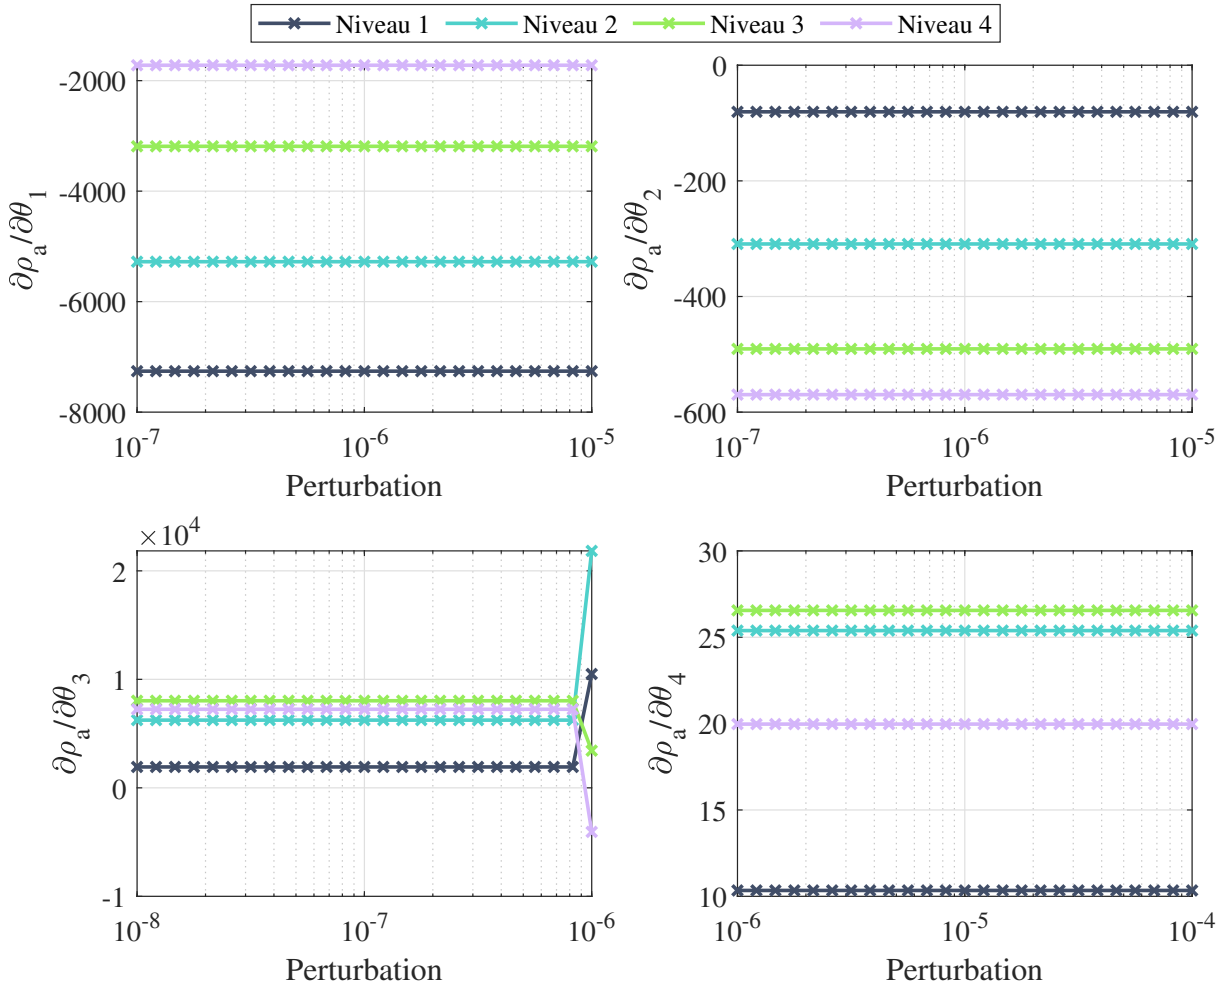 Niveau 1 Niveau 2 Niveau 3 Niveau 4
-2000
-4000
-6000
-8000
10-7 10-6 10-5
Perturbation
∂ρa/∂θ1
0
-200
-400
-600
10-7 10-6 10-5
Perturbation
∂ρa/∂θ2
×104
2
1
0
-1
10-8 10-7 10-6
Perturbation
∂ρa/∂θ3
30
25
20
15
10
10-6 10-5 10-4
Perturbation
∂ρa/∂θ4